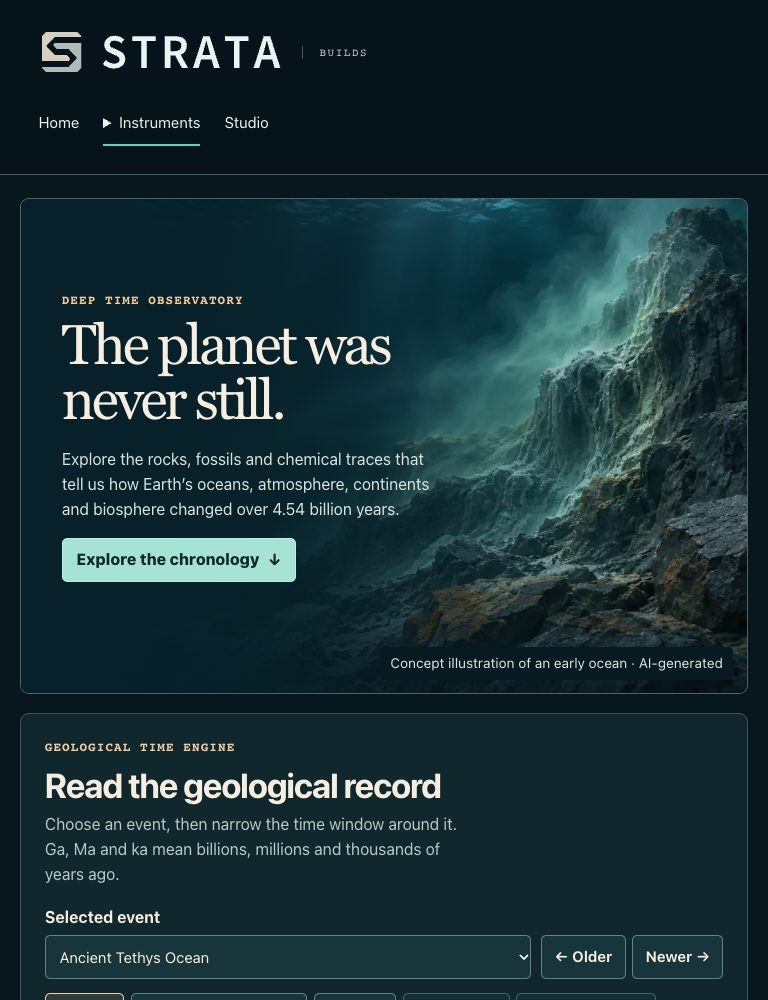 STRATA
BUILDS
Home
Instruments
Studio
DEEP TIME OBSERVATORY
The planet was
never still.
Explore the rocks, fossils and chemical traces that
tell us how Earth’s oceans, atmosphere, continents
and biosphere changed over 4.54 billion years.
Explore the chronology ↓
Concept illustration of an early ocean · AI-generated
GEOLOGICAL TIME ENGINE
Read the geological record
Choose an event, then narrow the time window around it.
Ga, Ma and ka mean billions, millions and thousands of
years ago.
Selected event
Ancient Tethys Ocean
← Older
Newer →